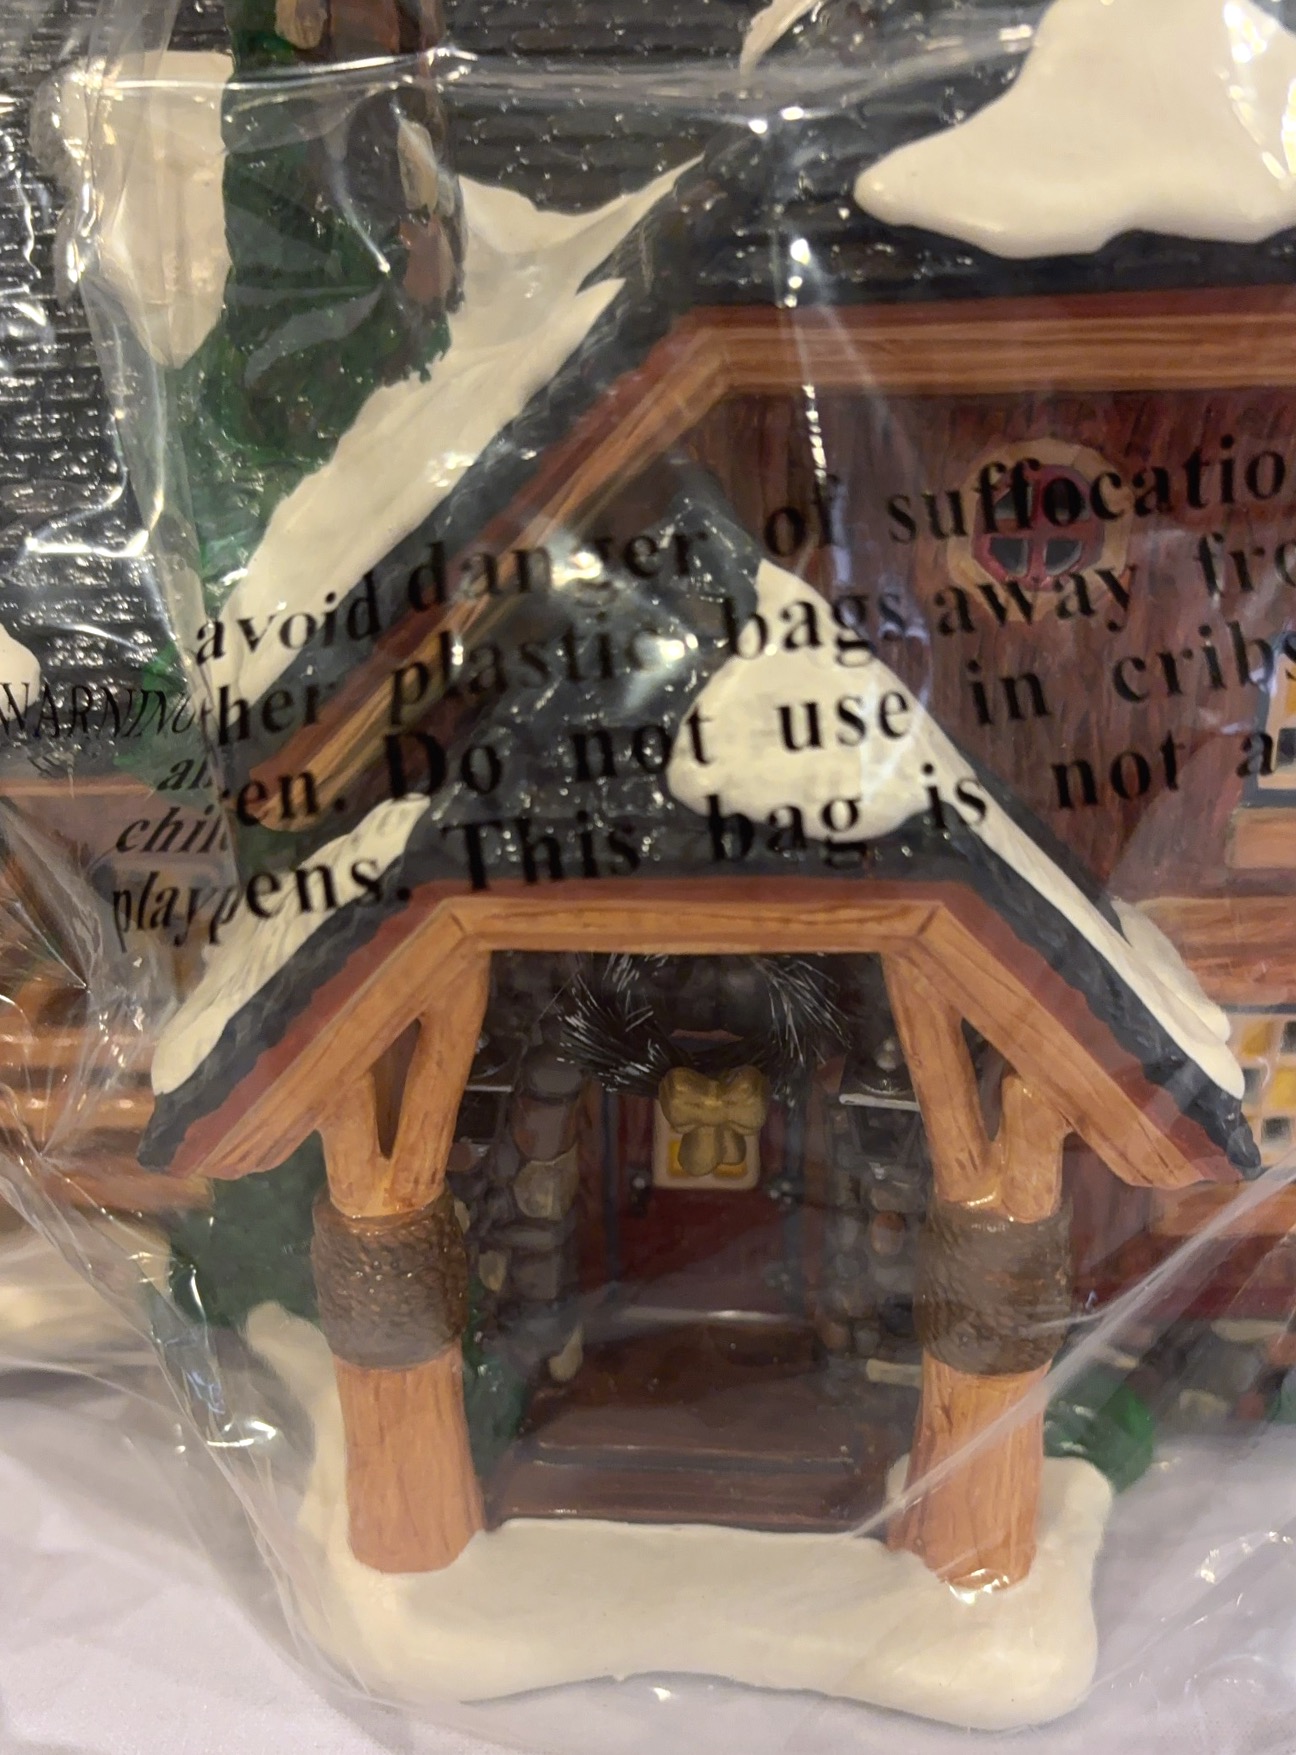 WARNING avoid danger of suffocatio
her plastic bags away fro
ren. Do not use in cribs
playpens. This bag is not a